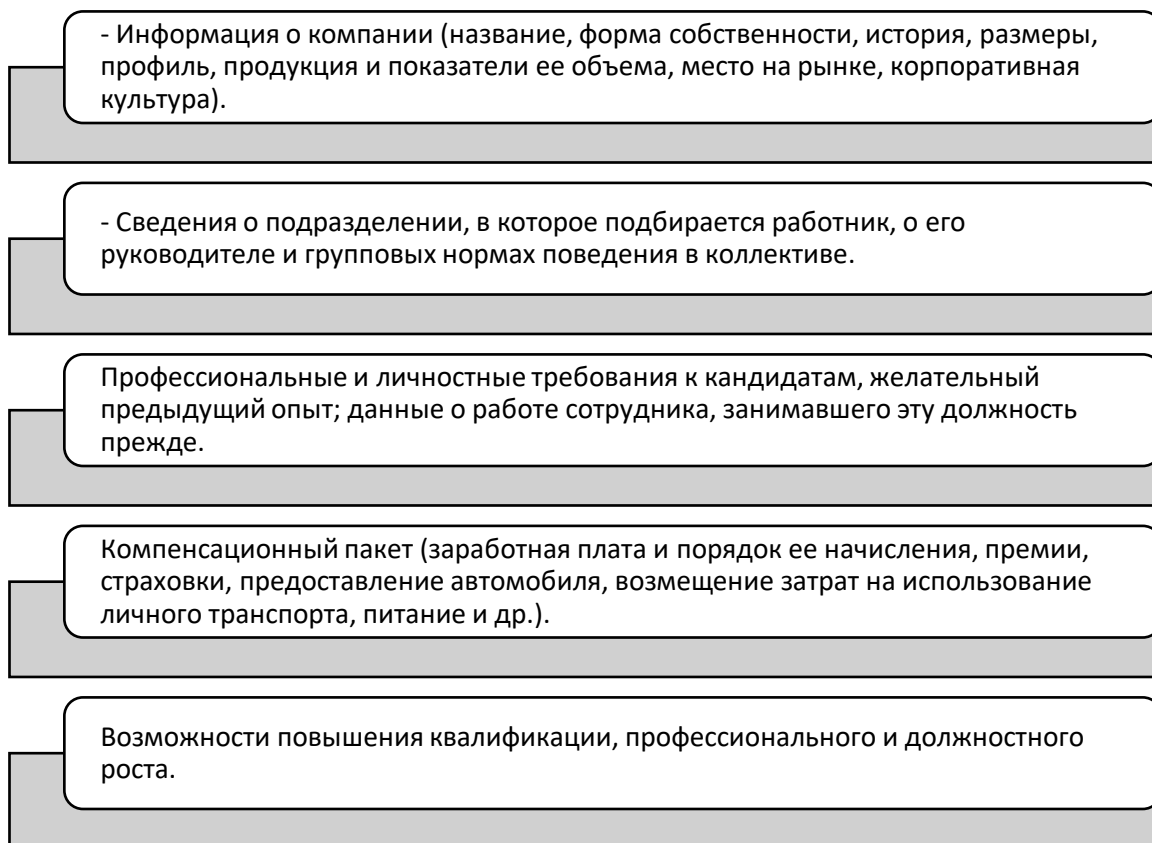 - Информация о компании (название, форма собственности, история, размеры,
профиль, продукция и показатели ее объема, место на рынке, корпоративная
культура).
- Сведения о подразделении, в которое подбирается работник, о его
руководителе и групповых нормах поведения в коллективе.
Профессиональные и личностные требования к кандидатам, желательный
предыдущий опыт; данные о работе сотрудника, занимавшего эту должность
прежде.
Компенсационный пакет (заработная плата и порядок ее начисления, премии,
страховки, предоставление автомобиля, возмещение затрат на использование
личного транспорта, питание и др.).
Возможности повышения квалификации, профессионального и должностного
роста.